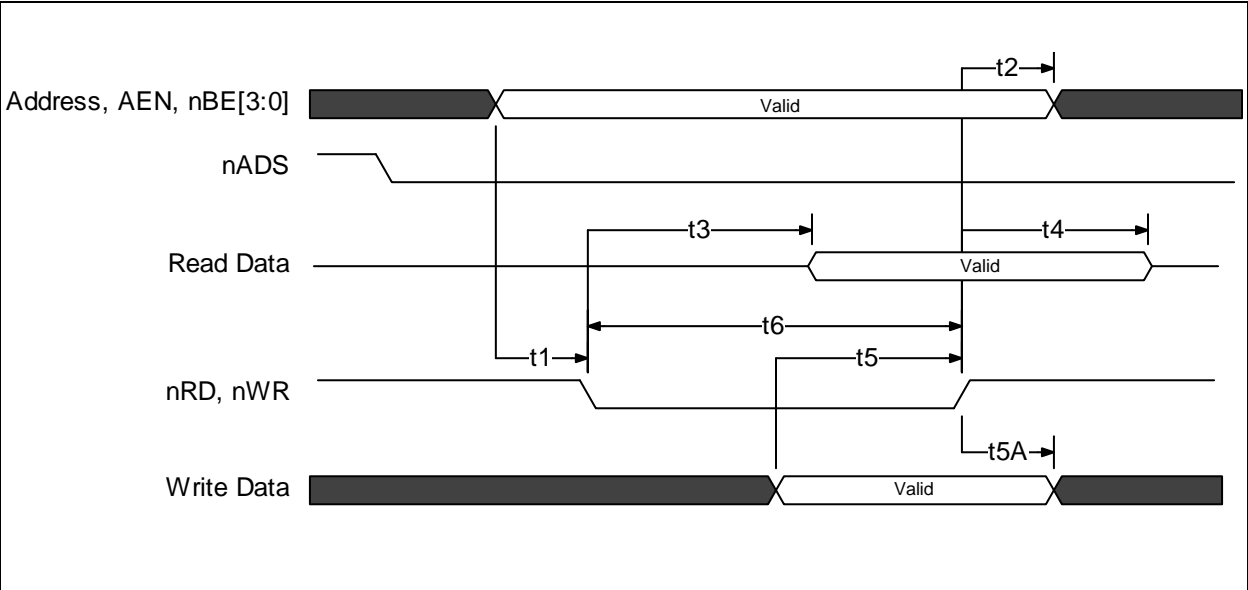 t2
Address, AEN, nBE[3:0] Valid
nADS
t3 t4
Read Data Valid
t6
t1 t5
nRD, nWR
t5A
Write Data Valid